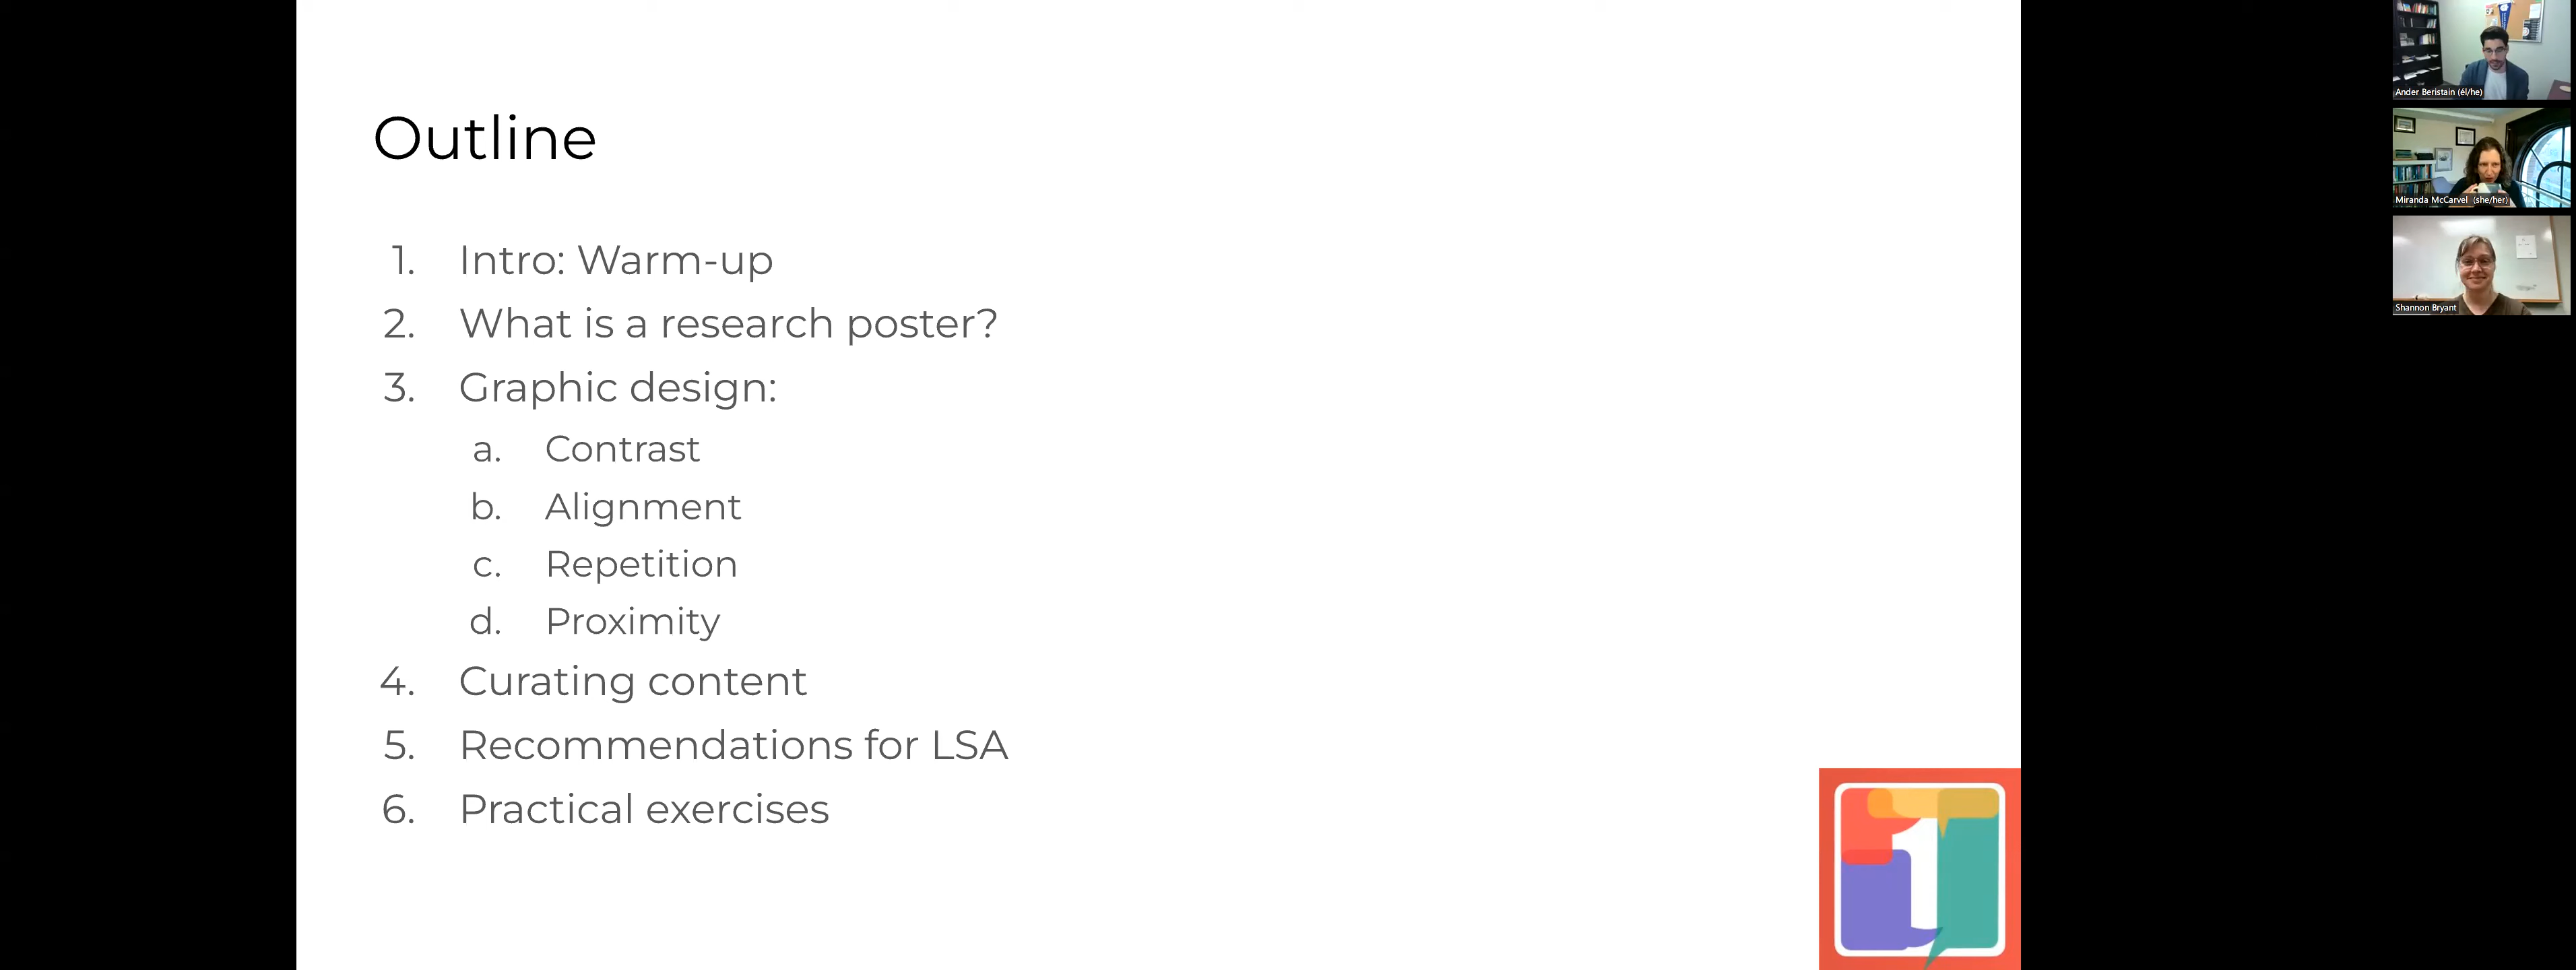 Outline
1. Intro: Warm-up
2. What is a research poster?
3. Graphic design:
a. Contrast
b. Alignment
c. Repetition
d. Proximity
4. Curating content
5. Recommendations for LSA
6. Practical exercises
1
Ander Beristain (él/he)
Miranda McCarvel (she/her)
Shannon Bryant